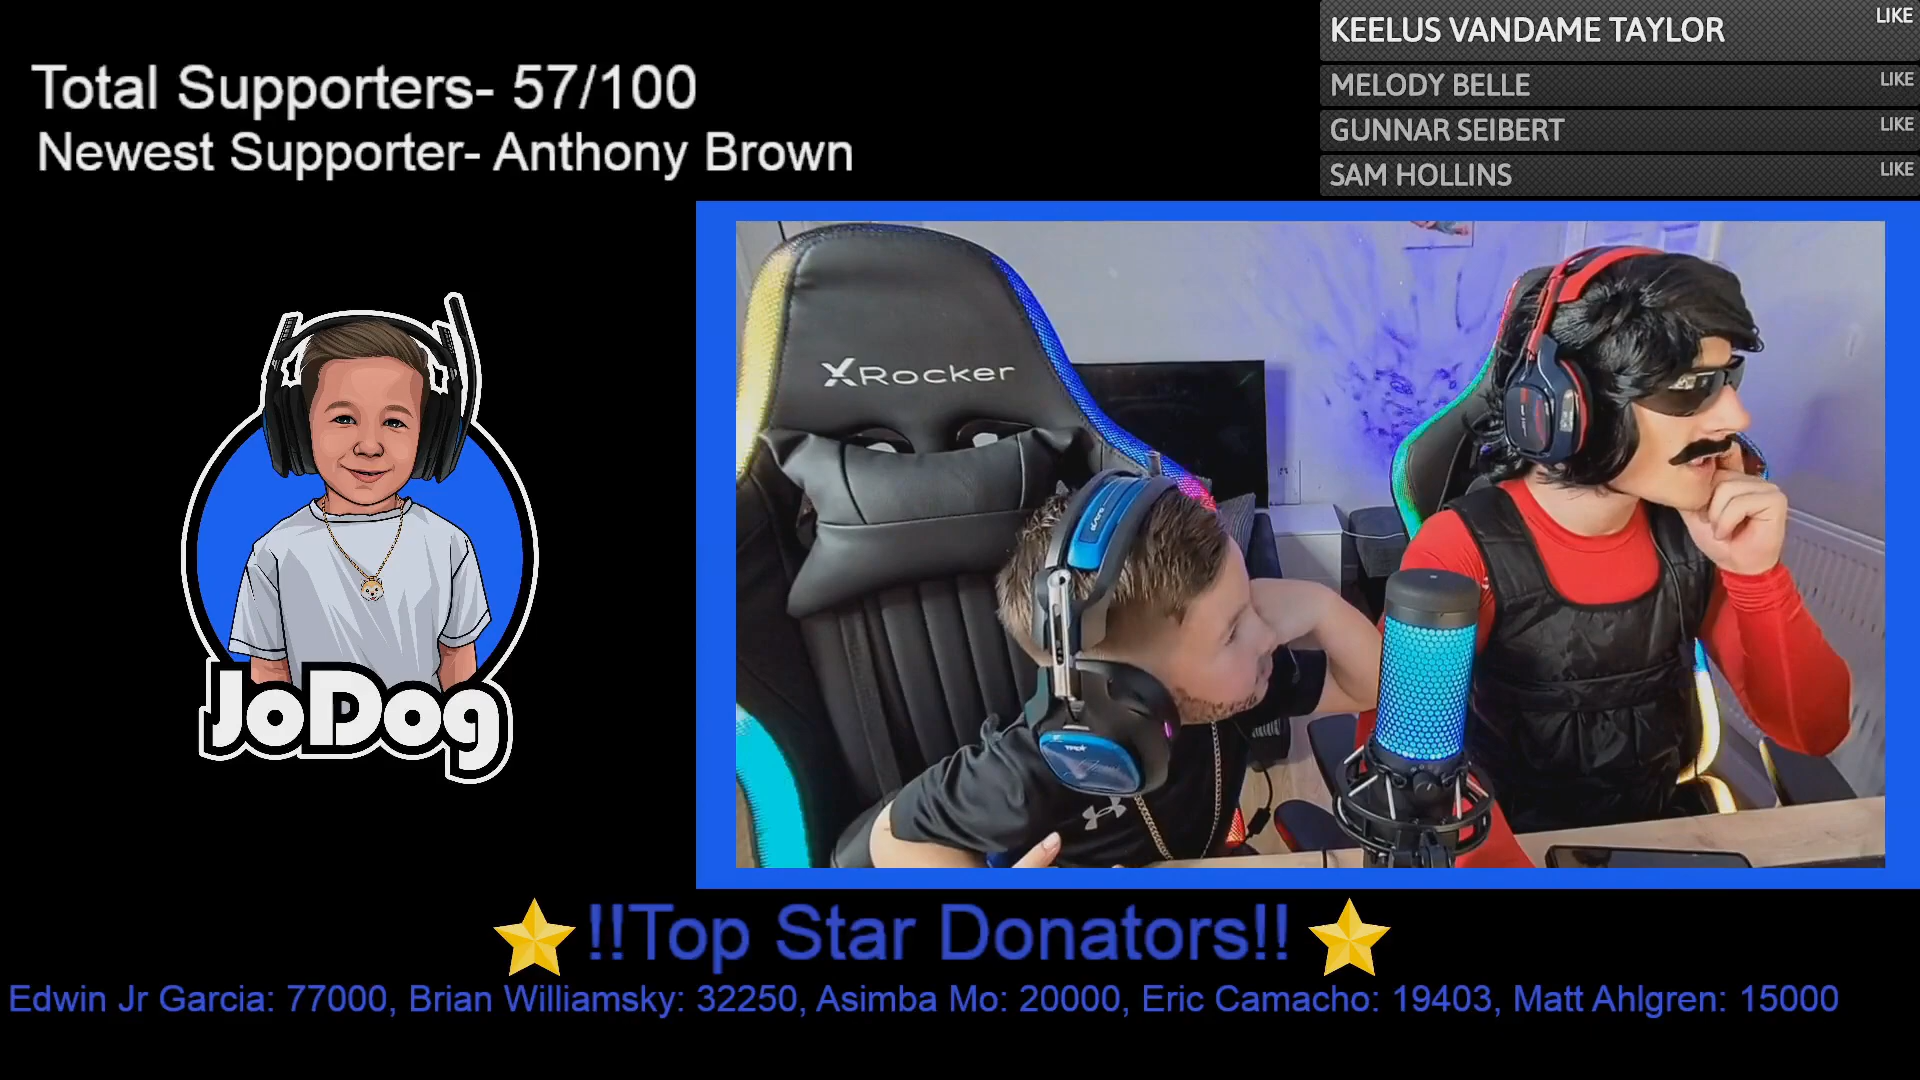 Total Supporters- 57/100
Newest Supporter- Anthony Brown
KEELUS VANDAME TAYLOR LIKE
MELODY BELLE LIKE
GUNNAR SEIBERT LIKE
SAM HOLLINS LIKE
XRocker
JoDog
!!Top Star Donators!!
Edwin Jr Garcia: 77000, Brian Williamsky: 32250, Asimba Mo: 20000, Eric Camacho: 19403, Matt Ahlgren: 15000